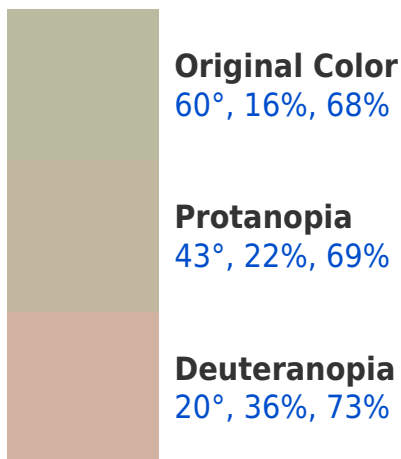 Original Color
60°, 16%, 68%
Protanopia
43°, 22%, 69%
Deuteranopia
20°, 36%, 73%